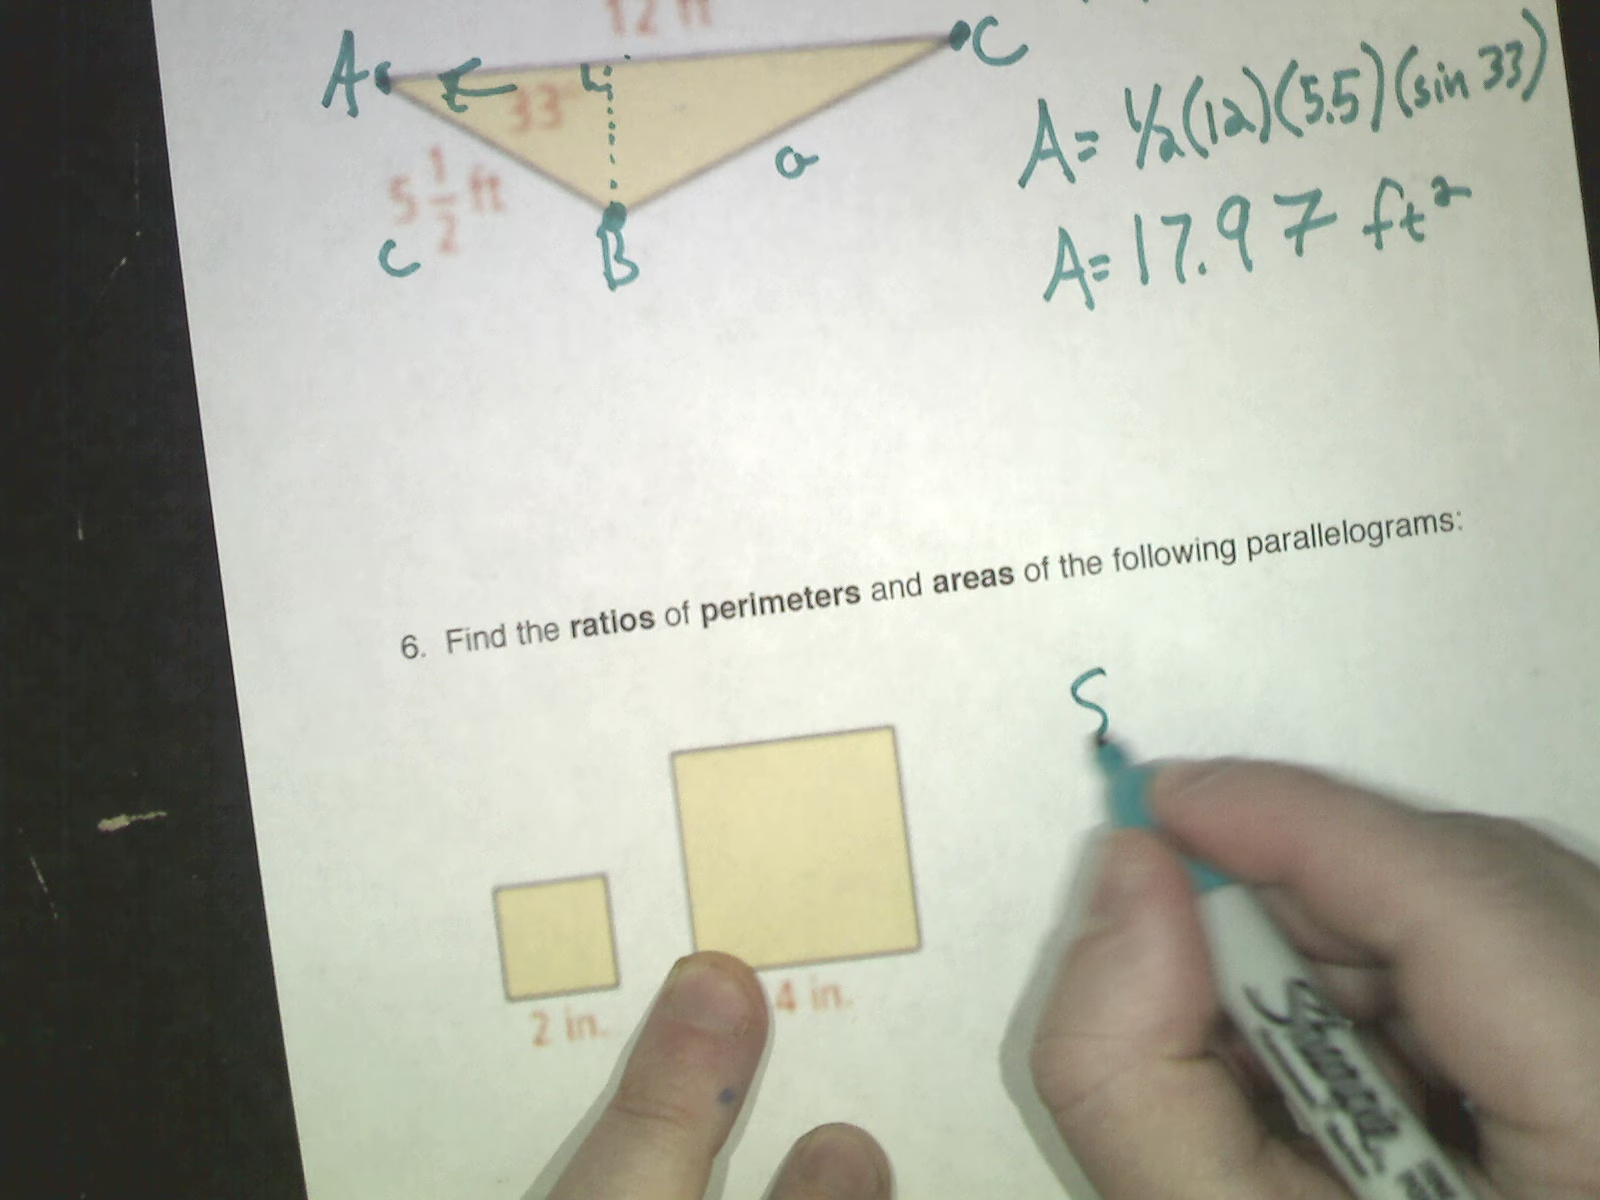 12 ft
A
C
33°
a
5 1/2 ft
c
B
A = 1/2 (12)(5.5)(sin 33)
A = 17.97 ft²
6. Find the ratios of perimeters and areas of the following parallelograms:
S
2 in.
4 in.
Sharpie